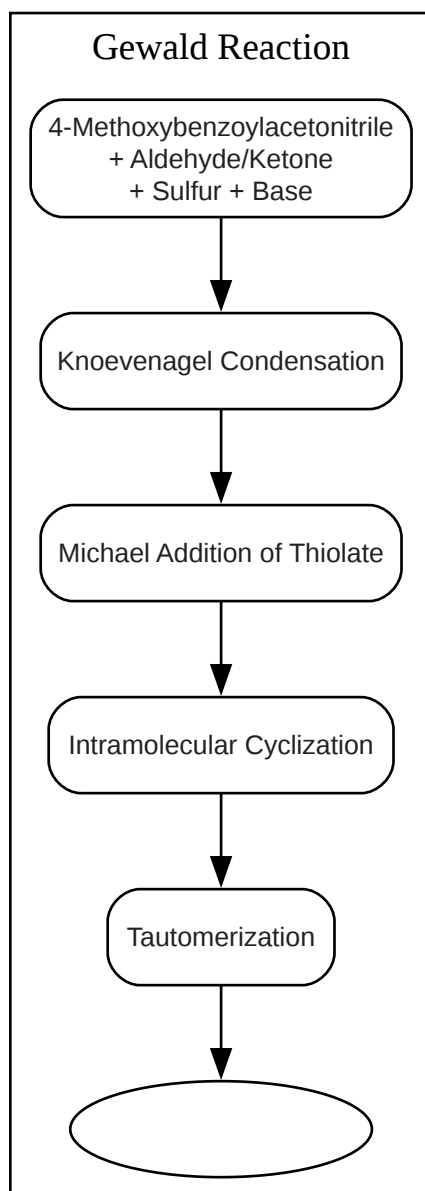 Gewald Reaction
4-Methoxybenzoylacetonitrile
+ Aldehyde/Ketone
+ Sulfur + Base
Knoevenagel Condensation
Michael Addition of Thiolate
Intramolecular Cyclization
Tautomerization